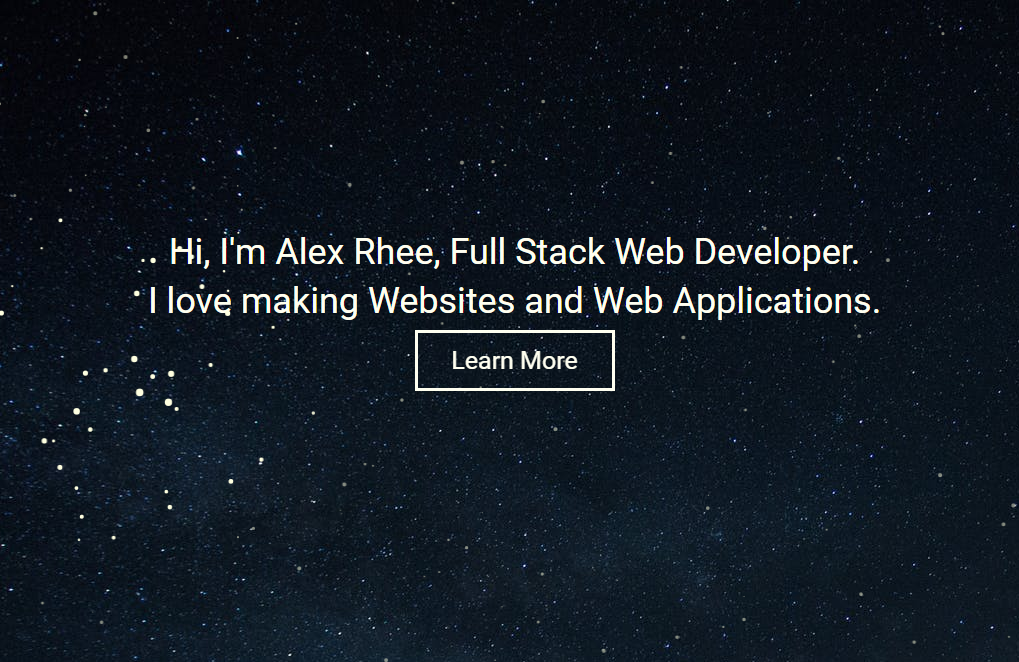 Hi, I'm Alex Rhee, Full Stack Web Developer.
I love making Websites and Web Applications.
Learn More